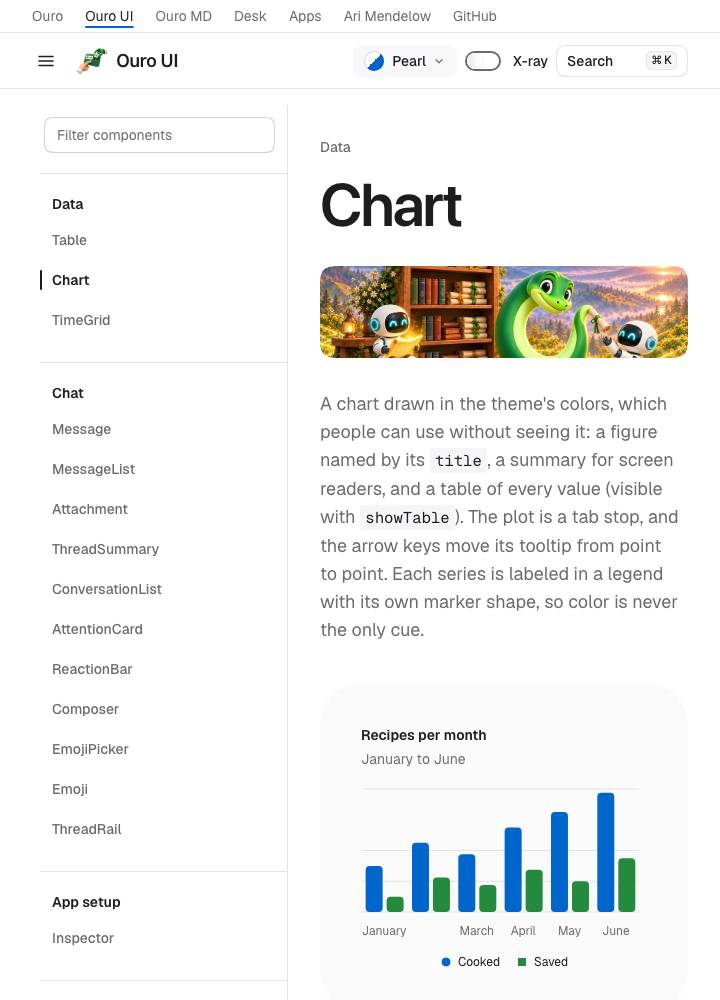 Ouro
Ouro UI
Ouro MD
Desk
Apps
Ari Mendelow
GitHub
Ouro UI
Pearl
X-ray
Search
⌘ K
Filter components
Data
Table
Chart
TimeGrid
Chat
Message
MessageList
Attachment
ThreadSummary
ConversationList
AttentionCard
ReactionBar
Composer
EmojiPicker
Emoji
ThreadRail
App setup
Inspector
Data
Chart
A chart drawn in the theme's colors, which
people can use without seeing it: a figure
named by its title, a summary for screen
readers, and a table of every value (visible
with showTable). The plot is a tab stop, and
the arrow keys move its tooltip from point
to point. Each series is labeled in a legend
with its own marker shape, so color is never
the only cue.
Recipes per month
January to June
January March April May June
Cooked Saved